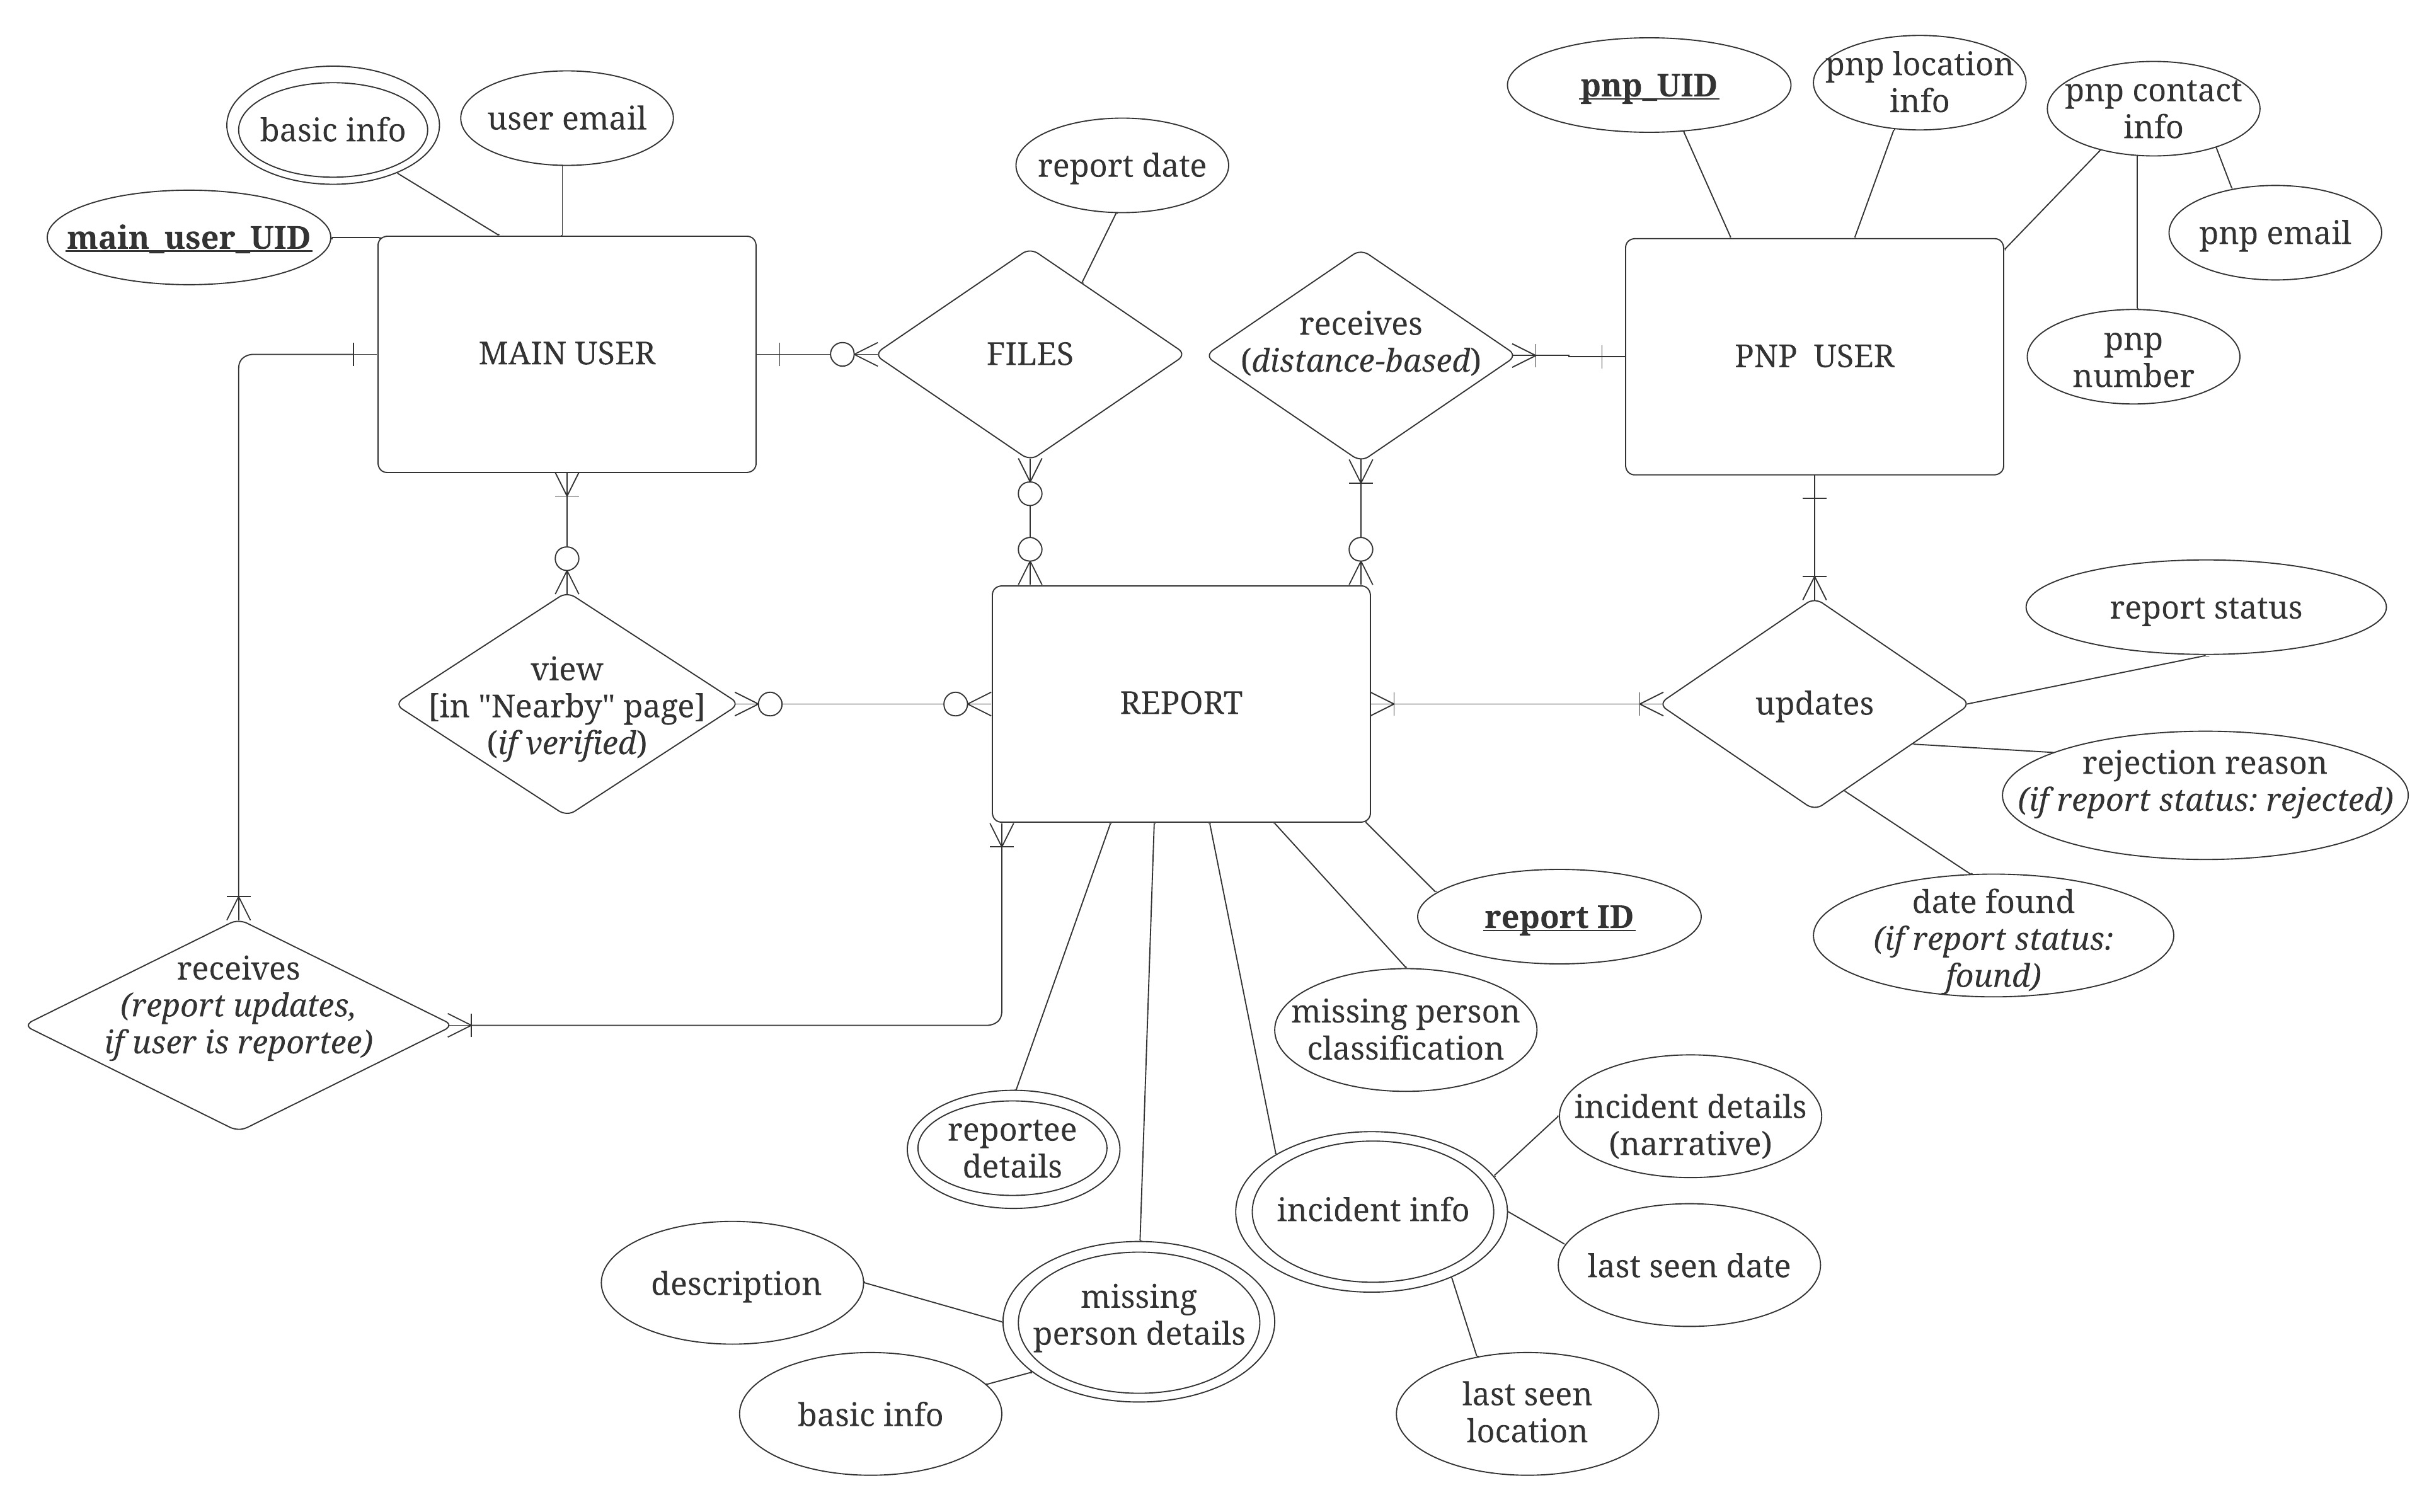 pnp_UID
pnp location
info
pnp contact
info
basic info
user email
report date
main_user_UID
pnp email
MAIN USER
FILES
receives
(distance-based)
PNP  USER
pnp
number
view
[in "Nearby" page]
(if verified)
REPORT
updates
report status
rejection reason
(if report status: rejected)
date found
(if report status:
found)
report ID
receives
(report updates,
if user is reportee)
missing person
classification
reportee
details
incident details
(narrative)
incident info
last seen date
description
missing
person details
basic info
last seen
location